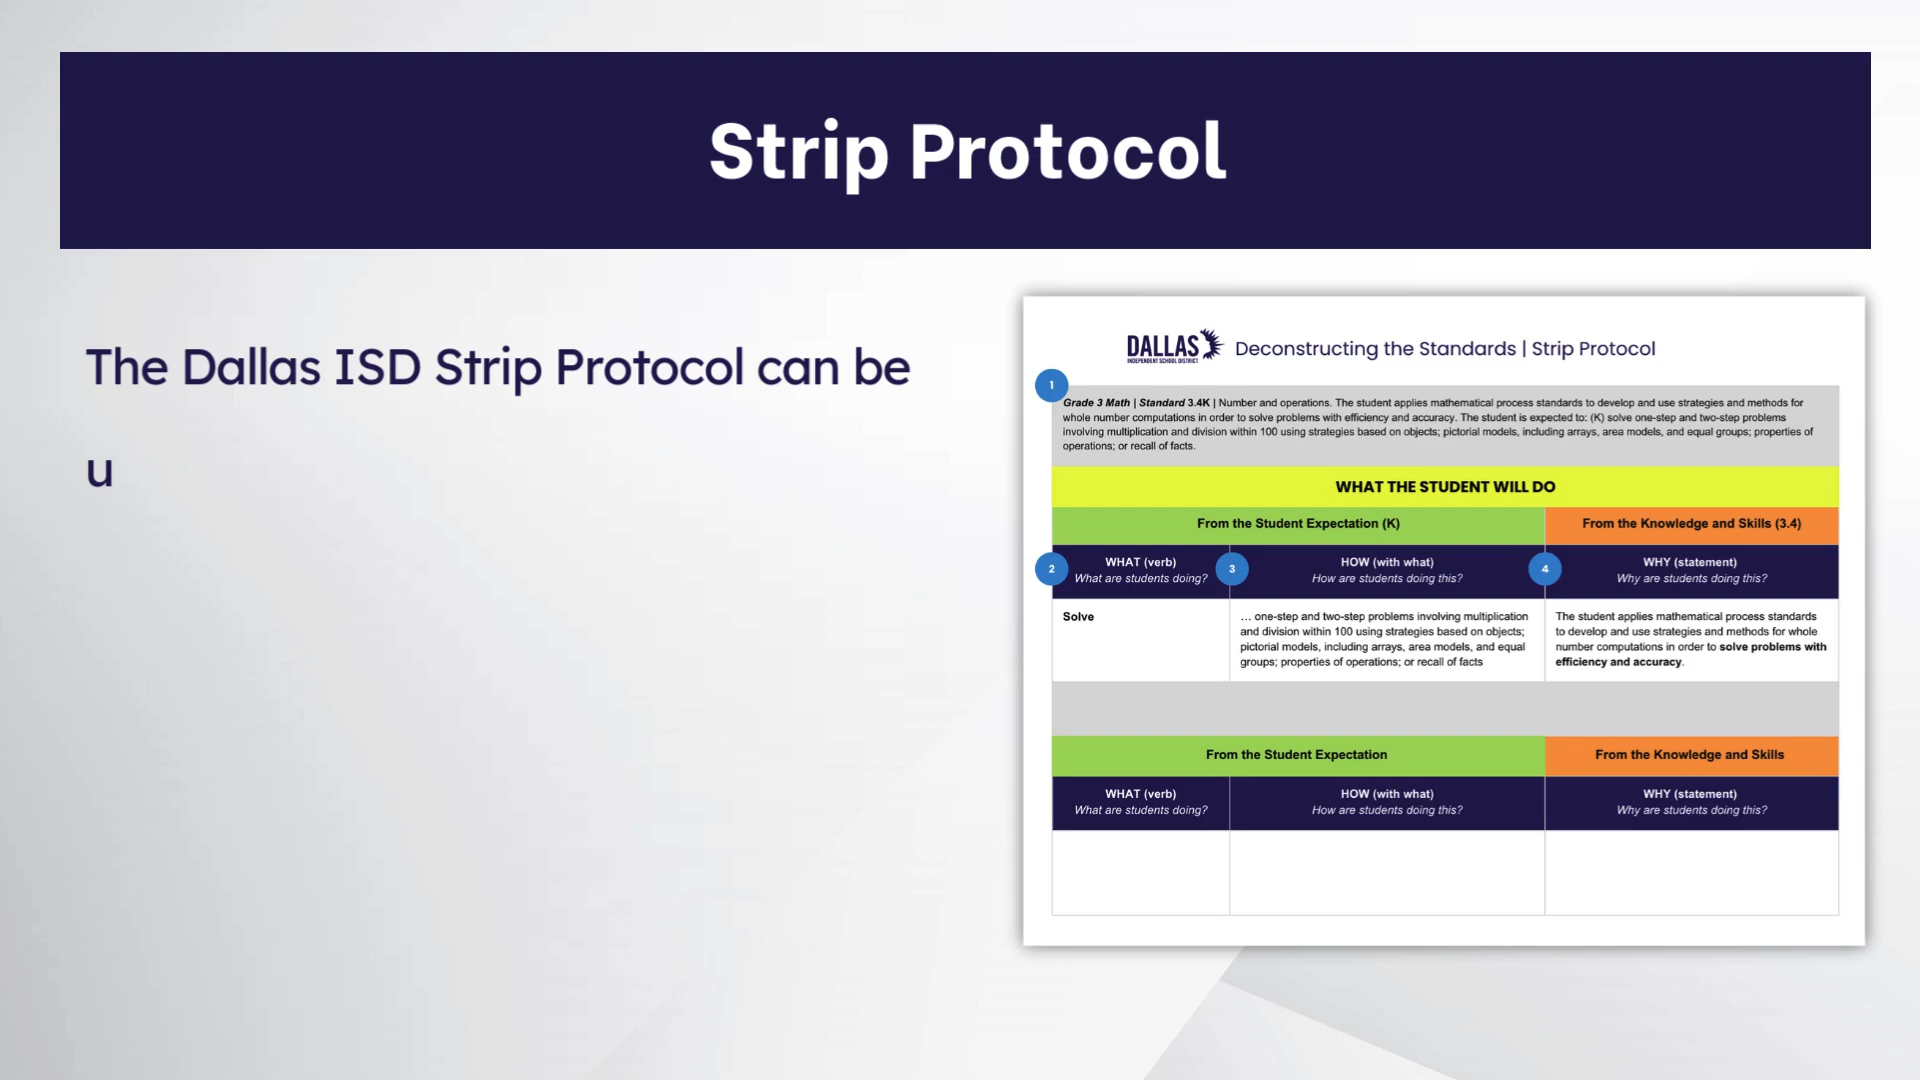 Strip Protocol
The Dallas ISD Strip Protocol can be
u
DALLAS
INDEPENDENT SCHOOL DISTRICT
Deconstructing the Standards | Strip Protocol
1
Grade 3 Math | Standard 3.4K | Number and operations. The student applies mathematical process standards to develop and use strategies and methods for
whole number computations in order to solve problems with efficiency and accuracy. The student is expected to: (K) solve one-step and two-step problems
involving multiplication and division within 100 using strategies based on objects; pictorial models, including arrays, area models, and equal groups; properties of
operations; or recall of facts.
WHAT THE STUDENT WILL DO
From the Student Expectation (K)
From the Knowledge and Skills (3.4)
2
WHAT (verb)
What are students doing?
3
HOW (with what)
How are students doing this?
4
WHY (statement)
Why are students doing this?
Solve
... one-step and two-step problems involving multiplication
and division within 100 using strategies based on objects;
pictorial models, including arrays, area models, and equal
groups; properties of operations; or recall of facts
The student applies mathematical process standards
to develop and use strategies and methods for whole
number computations in order to solve problems with
efficiency and accuracy.
From the Student Expectation
From the Knowledge and Skills
WHAT (verb)
What are students doing?
HOW (with what)
How are students doing this?
WHY (statement)
Why are students doing this?